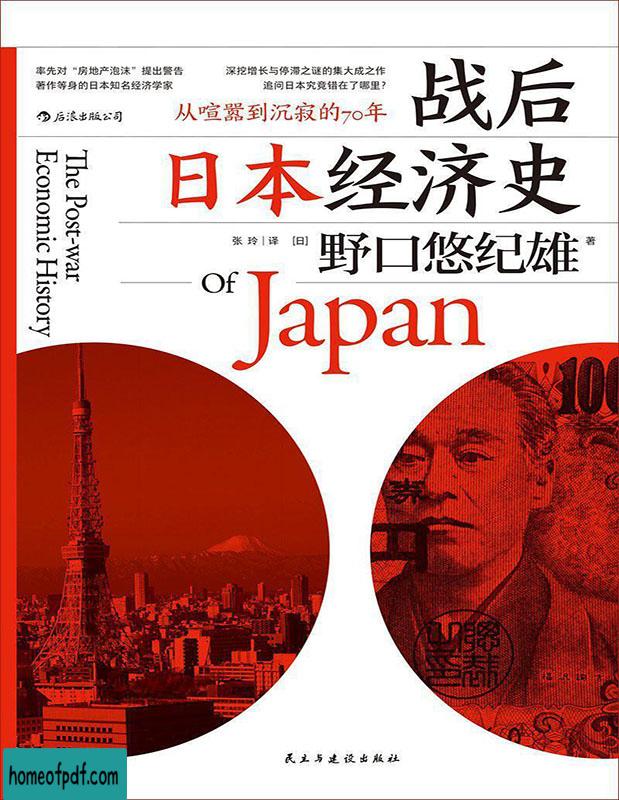 率先对“房地产泡沫”提出警告
著作等身的日本知名经济学家
深挖增长与停滞之谜的集大成之作
追问日本究竟错在了哪里?
后浪出版公司
从喧嚣到沉寂的70年
战后
日本经济史
The Post-war
Economic History
张玲|译 [日] 野口悠纪雄 著
Of
Japan
100
券
民主与建设出版社
homeofpdf.com